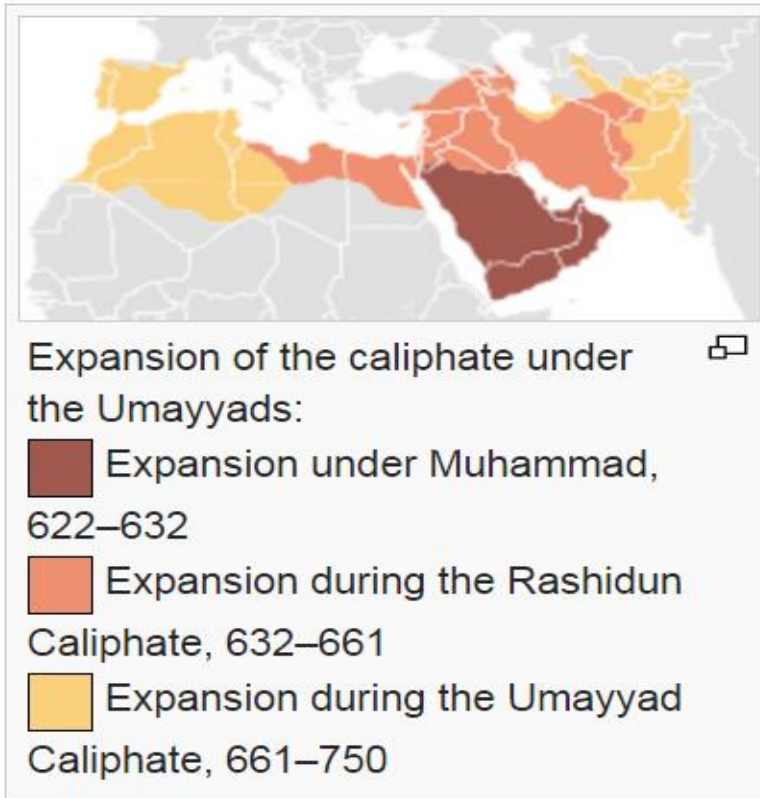 Expansion of the caliphate under
the Umayyads:
Expansion under Muhammad,
622–632
Expansion during the Rashidun
Caliphate, 632–661
Expansion during the Umayyad
Caliphate, 661–750